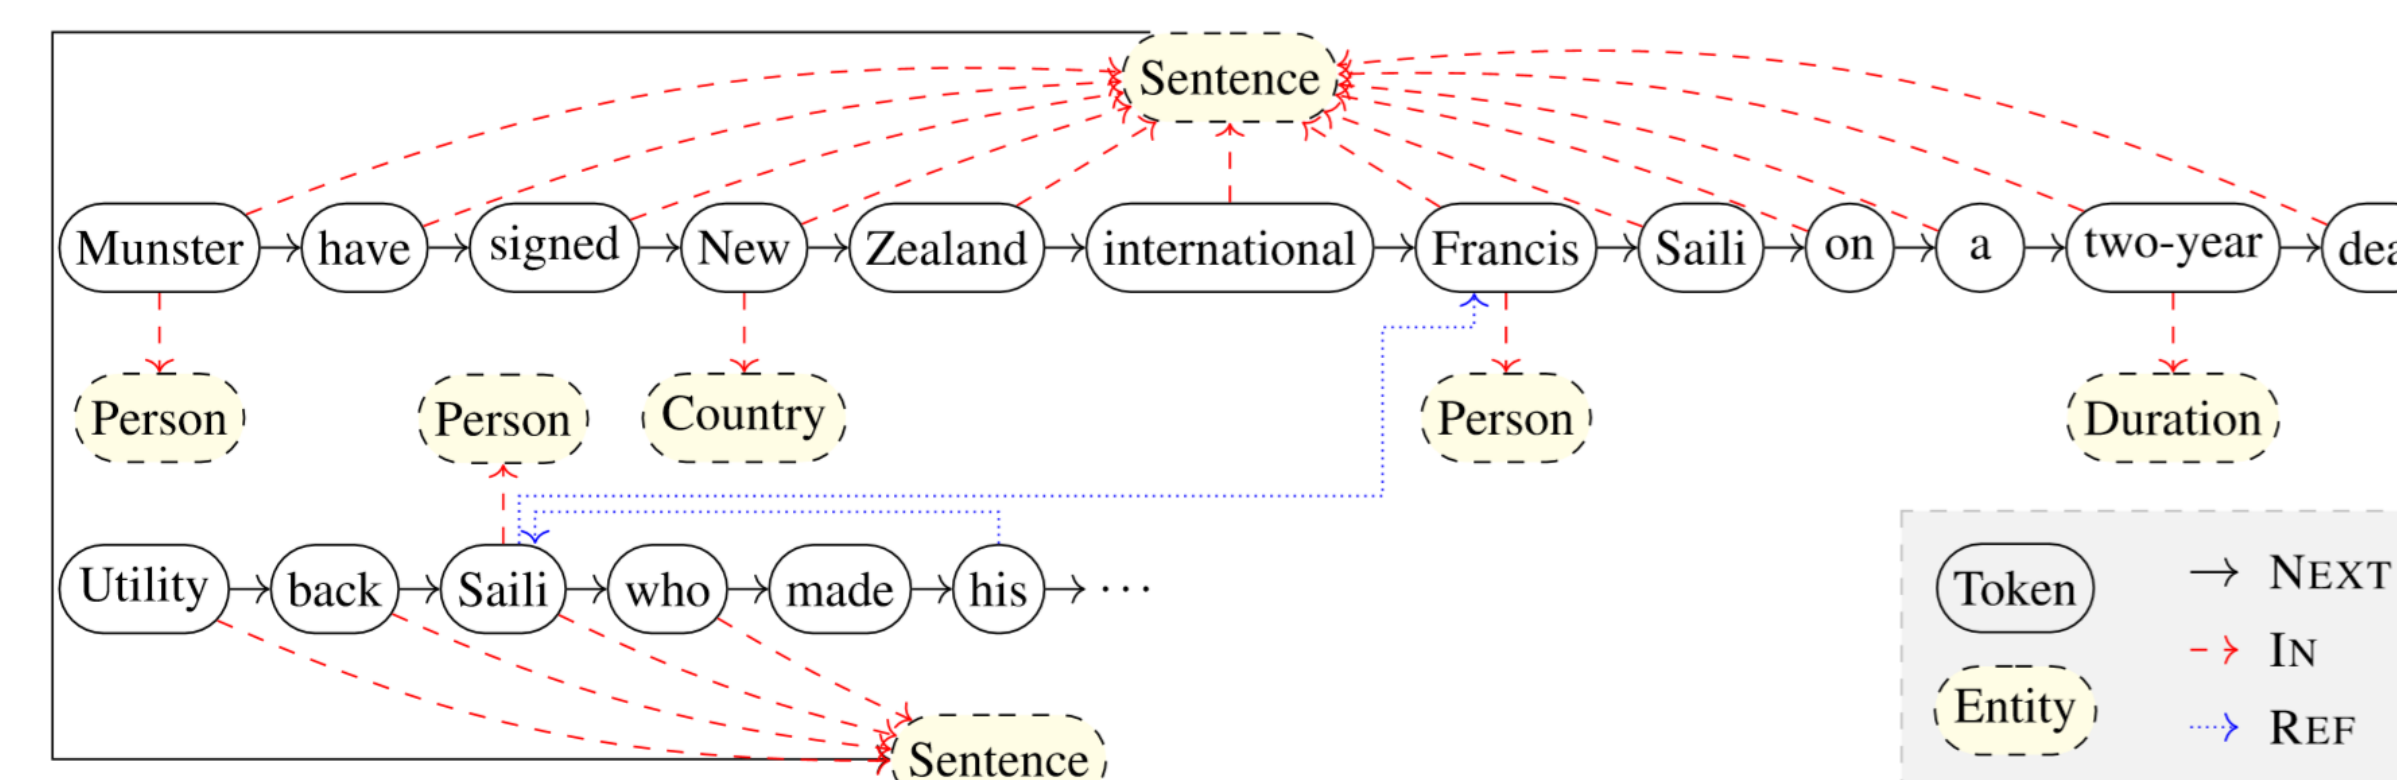 Sentence
Munster have signed New Zealand international Francis Saili on a two-year
Person Person Country Person Duration
Utility back Saili who made his ...
Token NEXT
IN
Entity
REF
Sentence